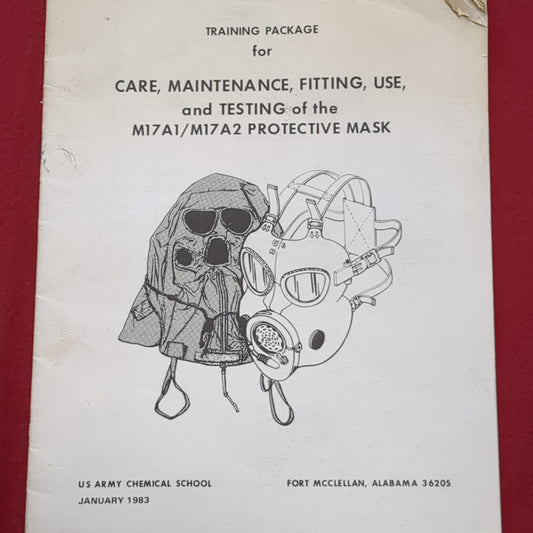 TRAINING PACKAGE
for
CARE, MAINTENANCE, FITTING, USE,
and TESTING of the
M17A1/M17A2 PROTECTIVE MASK
US ARMY CHEMICAL SCHOOL
JANUARY 1983
FORT MCCLELLAN, ALABAMA 36205